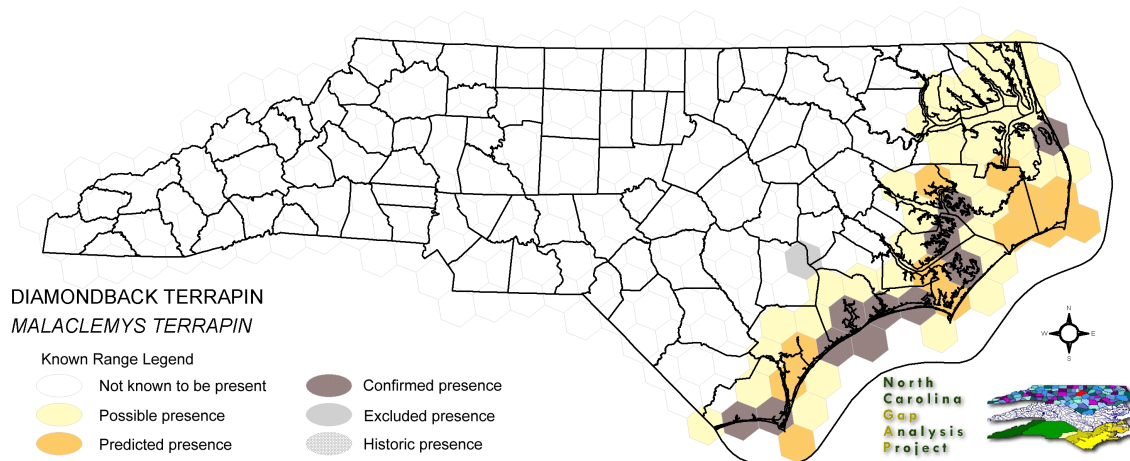 DIAMONDBACK TERRAPIN
MALACLEMYS TERRAPIN
Known Range Legend
Not known to be present
Possible presence
Predicted presence
Confirmed presence
Excluded presence
Historic presence
N
W E
S
North
Carolina
Gap
Analysis
Project